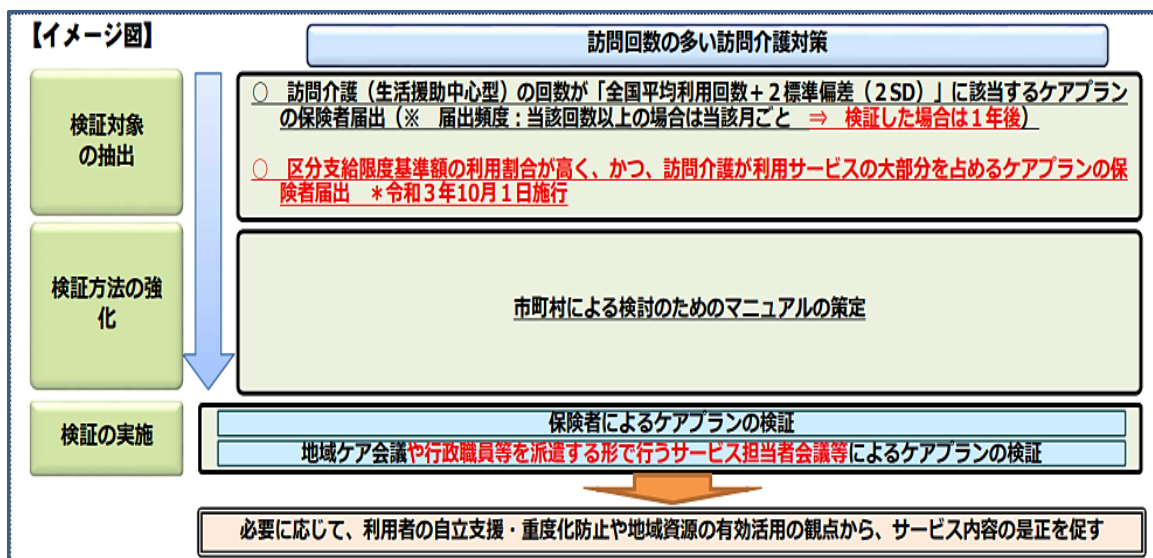 【イメージ図】
訪問回数の多い訪問介護対策
検証対象
の抽出
○ 訪問介護（生活援助中心型）の回数が「全国平均利用回数＋２標準偏差（２SD）」に該当するケアプラン
の保険者届出（※ 届出頻度：当該回数以上の場合は当該月ごと ⇒ 検証した場合は１年後）
○ 区分支給限度基準額の利用割合が高く、かつ、訪問介護が利用サービスの大部分を占めるケアプランの保
険者届出 ＊令和３年10月１日施行
検証方法の強
化
市町村による検討のためのマニュアルの策定
検証の実施
保険者によるケアプランの検証
地域ケア会議や行政職員等を派遣する形で行うサービス担当者会議等によるケアプランの検証
必要に応じて、利用者の自立支援・重度化防止や地域資源の有効活用の観点から、サービス内容の是正を促す